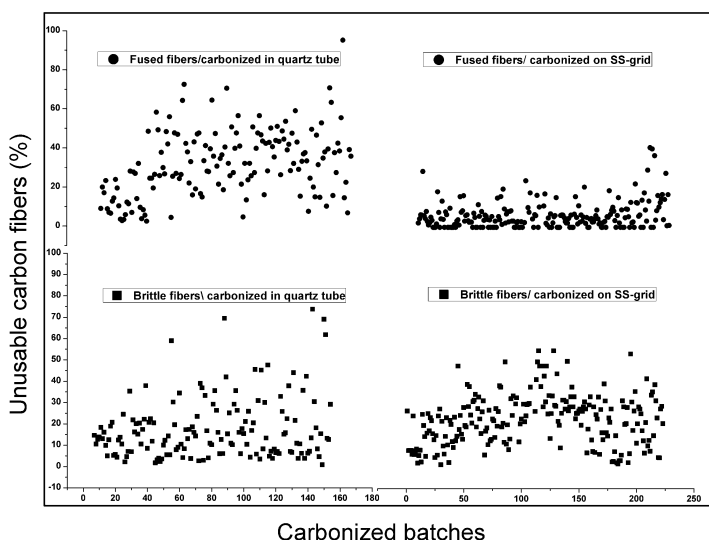 Unusable carbon fibers (%)
100
80
60
40
20
0
Fused fibers/carbonized in quartz tube
Fused fibers/ carbonized on SS-grid
100
90
80
70
60
50
40
30
20
10
0
-10
Brittle fibers\ carbonized in quartz tube
Brittle fibers/ carbonized on SS-grid
0 20 40 60 80 100 120 140 160 180
0 50 100 150 200 250
Carbonized batches